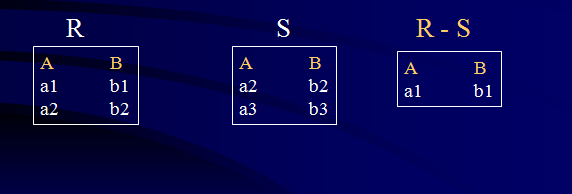 R S R - S
A B A B A B
a1 b1 a2 b2 a1 b1
a2 b2 a3 b3